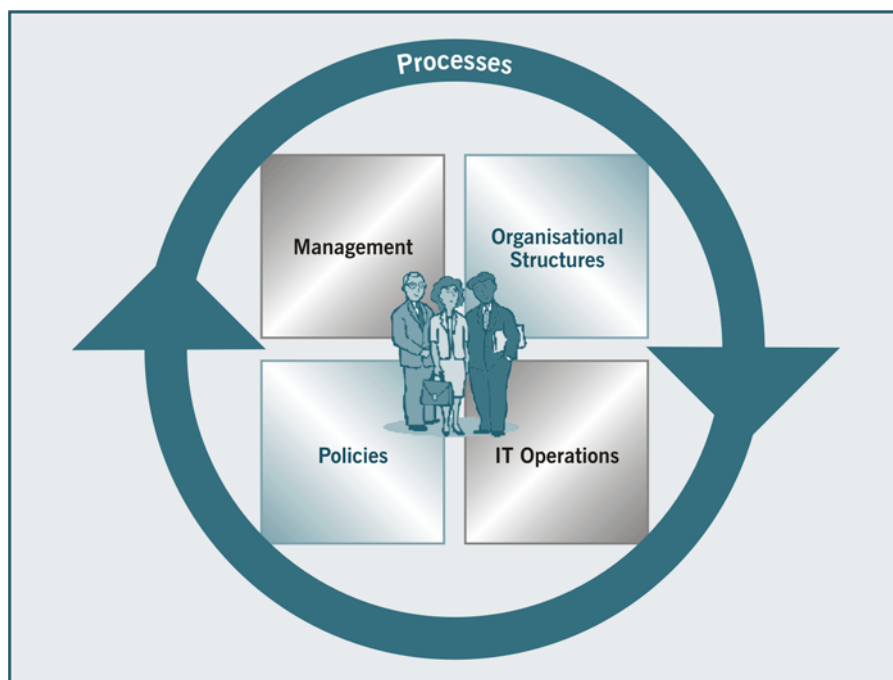 Processes
Management
Organisational
Structures
Policies
IT Operations